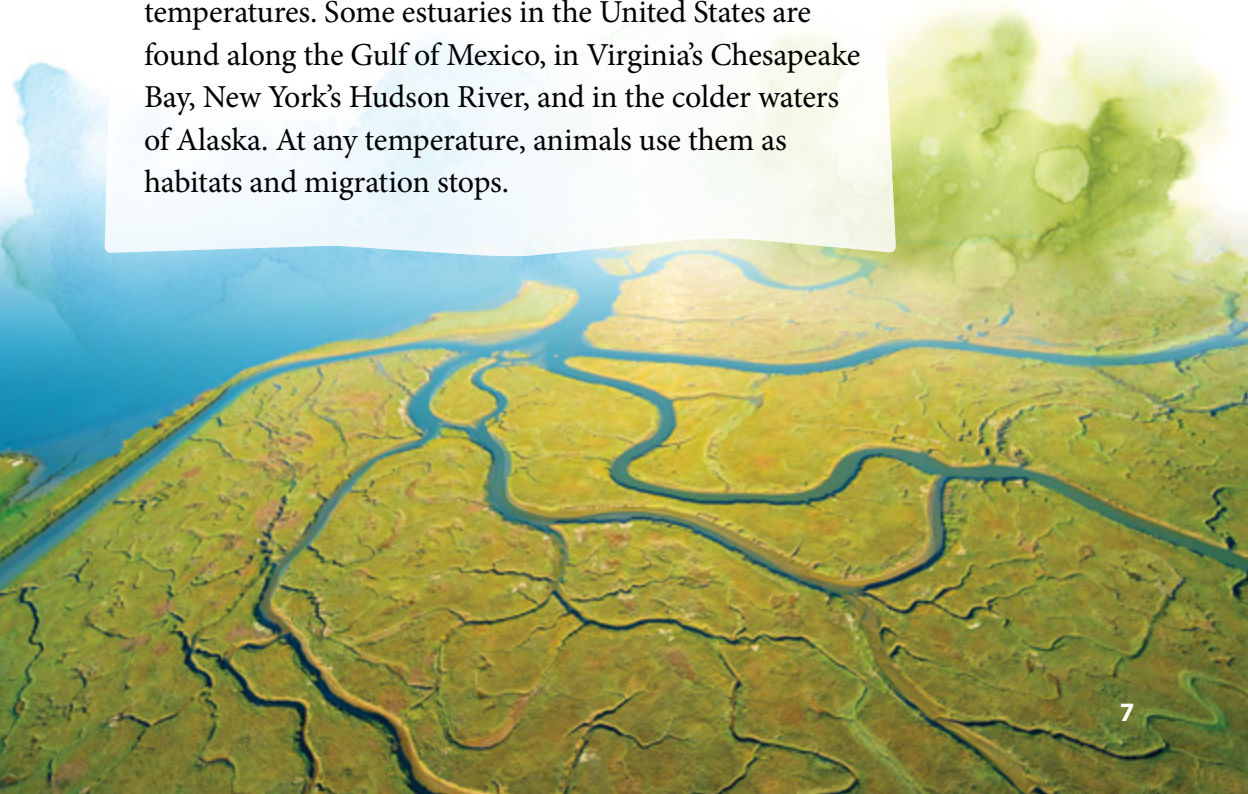 temperatures. Some estuaries in the United States are
found along the Gulf of Mexico, in Virginia’s Chesapeake
Bay, New York’s Hudson River, and in the colder waters
of Alaska. At any temperature, animals use them as
habitats and migration stops.
7